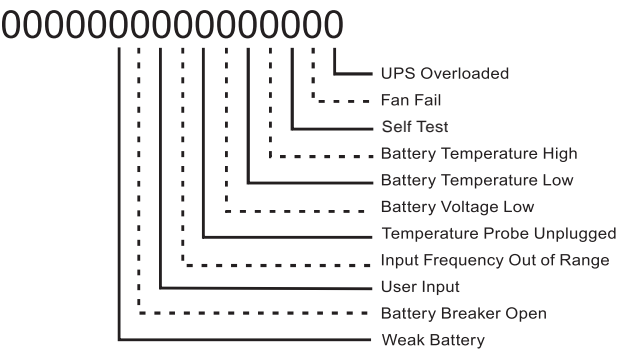 0000000000000000
UPS Overloaded
Fan Fail
Self Test
Battery Temperature High
Battery Temperature Low
Battery Voltage Low
Temperature Probe Unplugged
Input Frequency Out of Range
User Input
Battery Breaker Open
Weak Battery